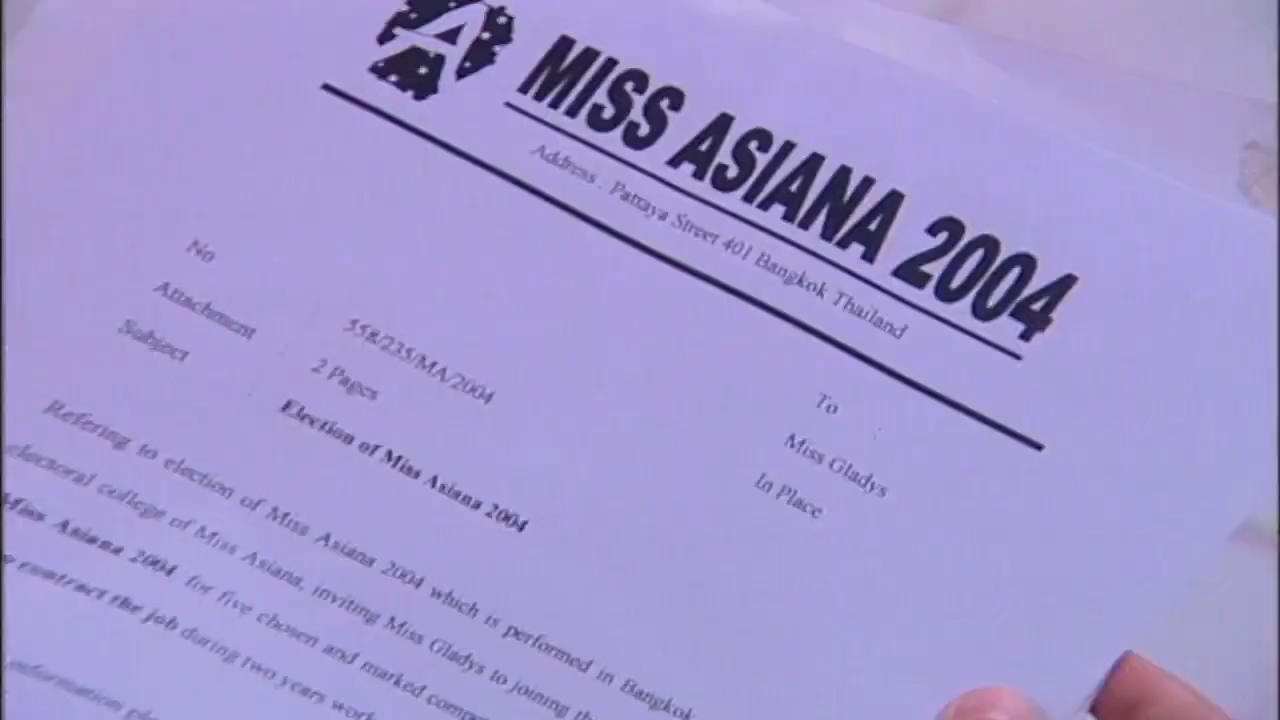 A
MISS ASIANA 2004
Address . Pattaya Street 401 Bangkok Thailand
No
Attachment : 558/235/MA/2004
Subject 2 Pages
Election of Miss Asiana 2004
To :
Miss Gladys
In Place
Refering to election of Miss Asiana 2004 which is performed in Bangkok
electoral college of Miss Asiana, inviting Miss Gladys to joining
Miss Asiana 2004 for five chosen and marked
contract the job during two years
information